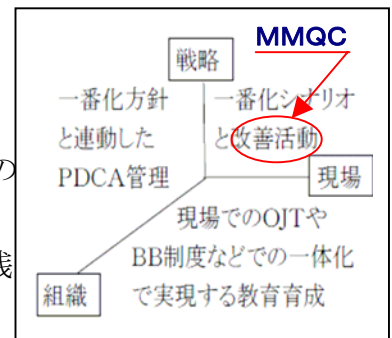 MMQC
戦略
一番化方針
と連動した
PDCA管理
一番化シナリオ
と改善活動
現場
の
現場でのOJTや
BB制度などでの一体化
で実現する教育育成
組織